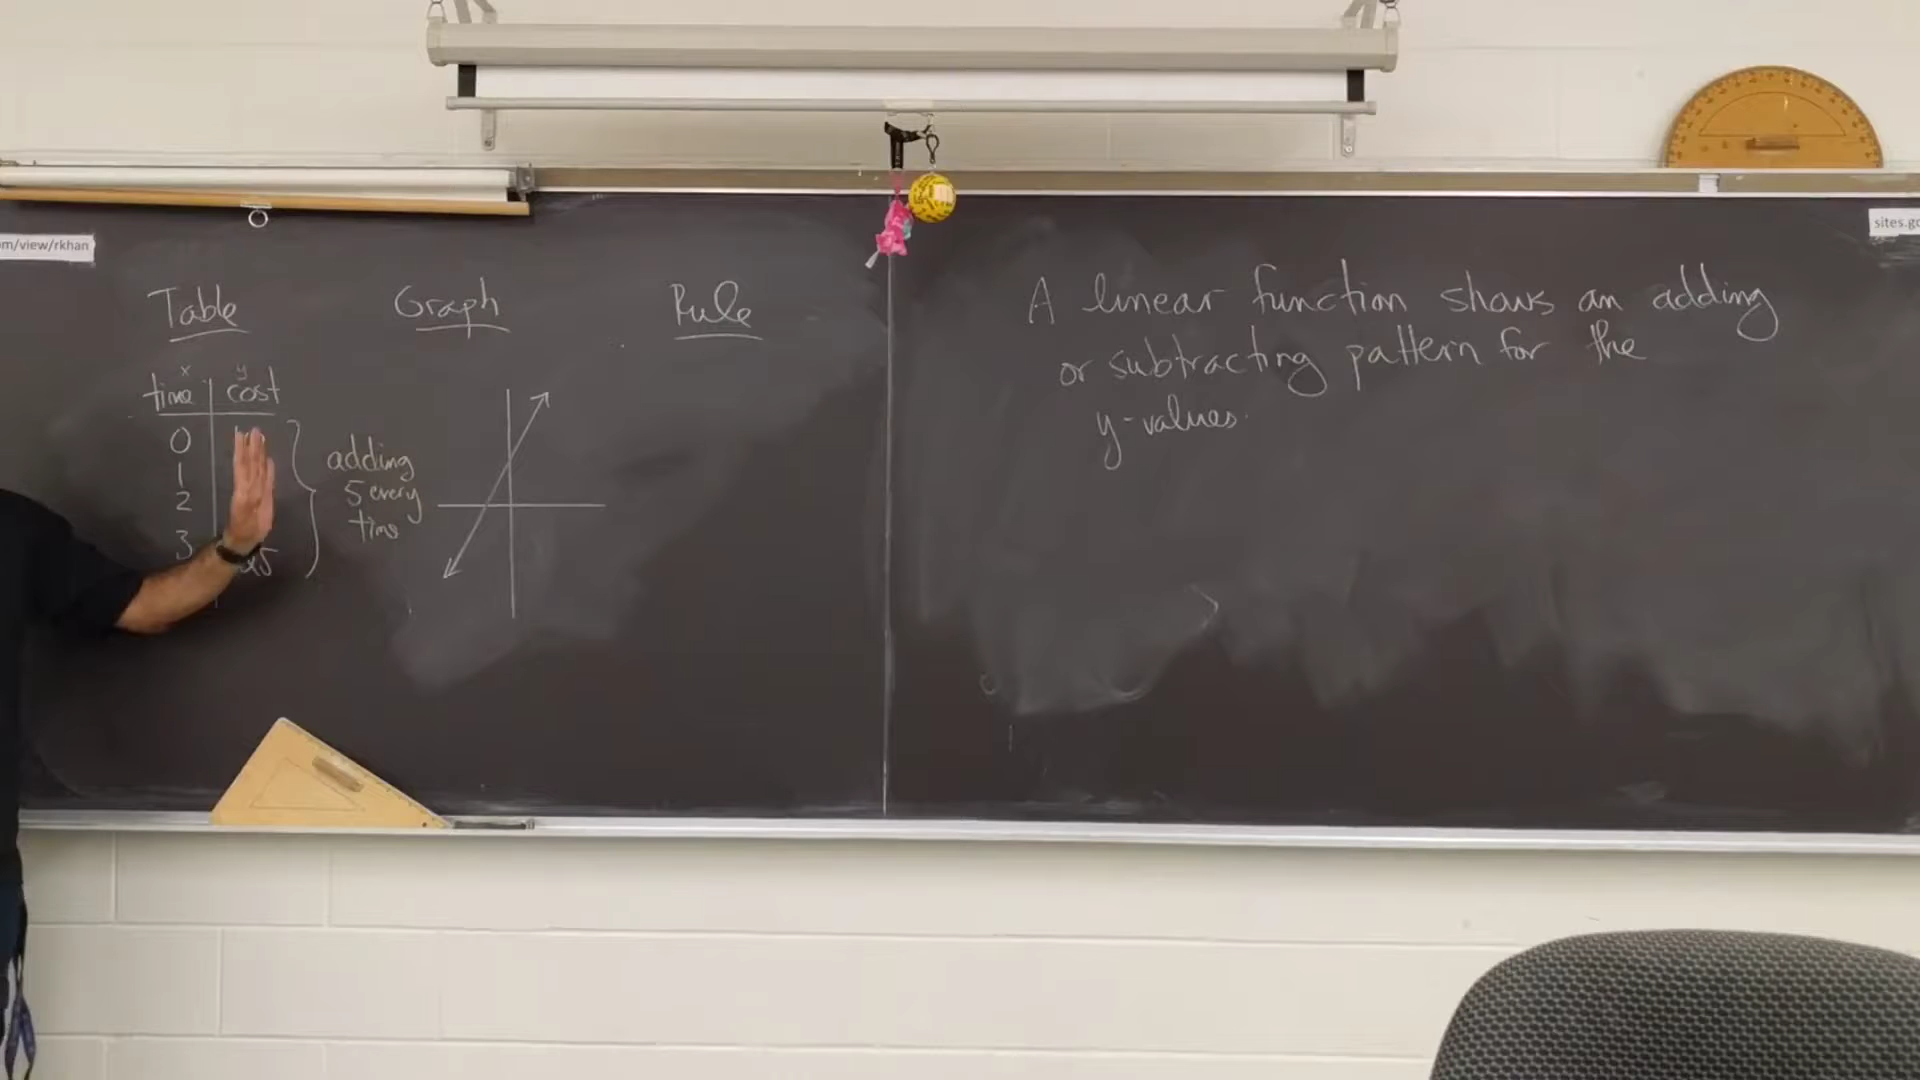 m/view/rkhan
sites.go
Table
Graph
Rule
x y
time cost
0
1
2
3
adding
5 every
time
A linear function shows an adding
or subtracting pattern for the
y-values.